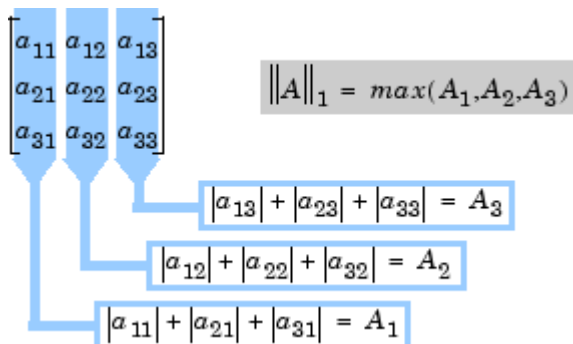 a11 a12 a13
a21 a22 a23
a31 a32 a33
‖A‖1 = max(A1,A2,A3)
|a13| + |a23| + |a33| = A3
|a12| + |a22| + |a32| = A2
|a11| + |a21| + |a31| = A1